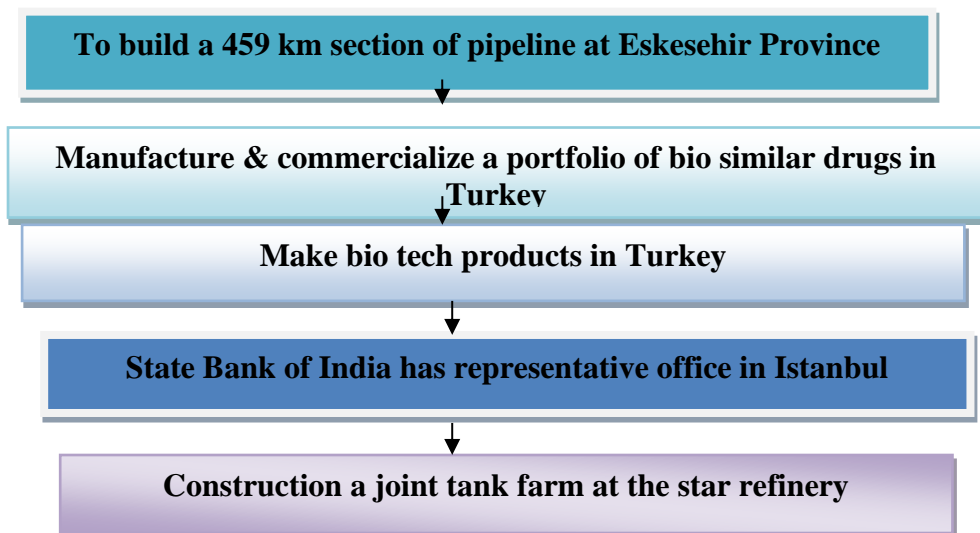 To build a 459 km section of pipeline at Eskesehir Province
Manufacture & commercialize a portfolio of bio similar drugs in
Turkey
Make bio tech products in Turkey
State Bank of India has representative office in Istanbul
Construction a joint tank farm at the star refinery